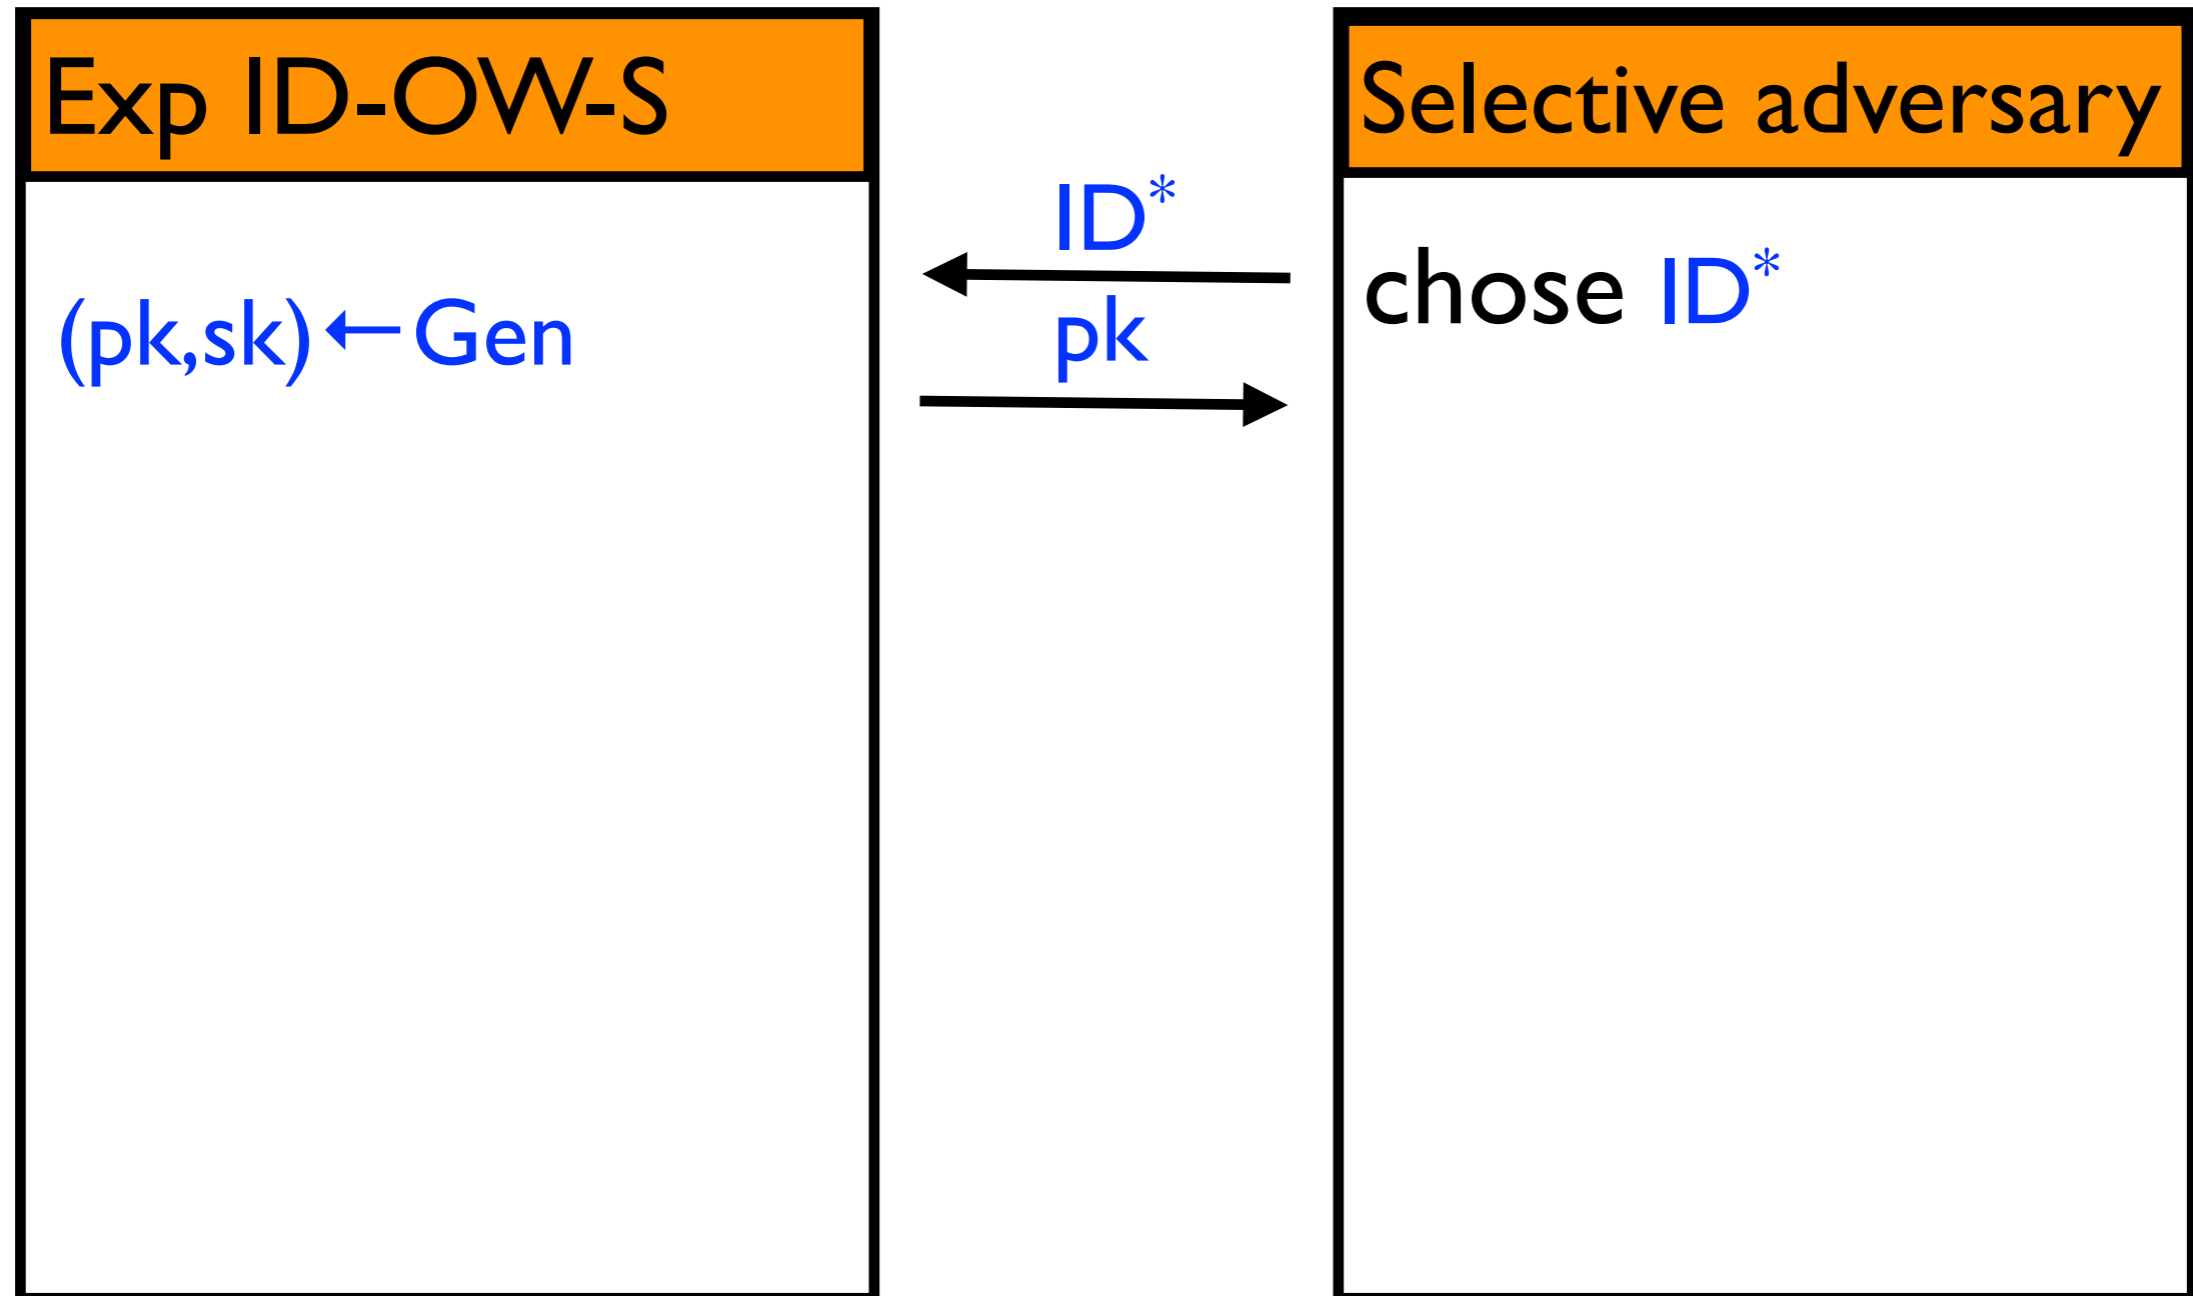 Exp ID-OW-S
(pk,sk)←Gen
ID*
pk
Selective adversary
chose ID*